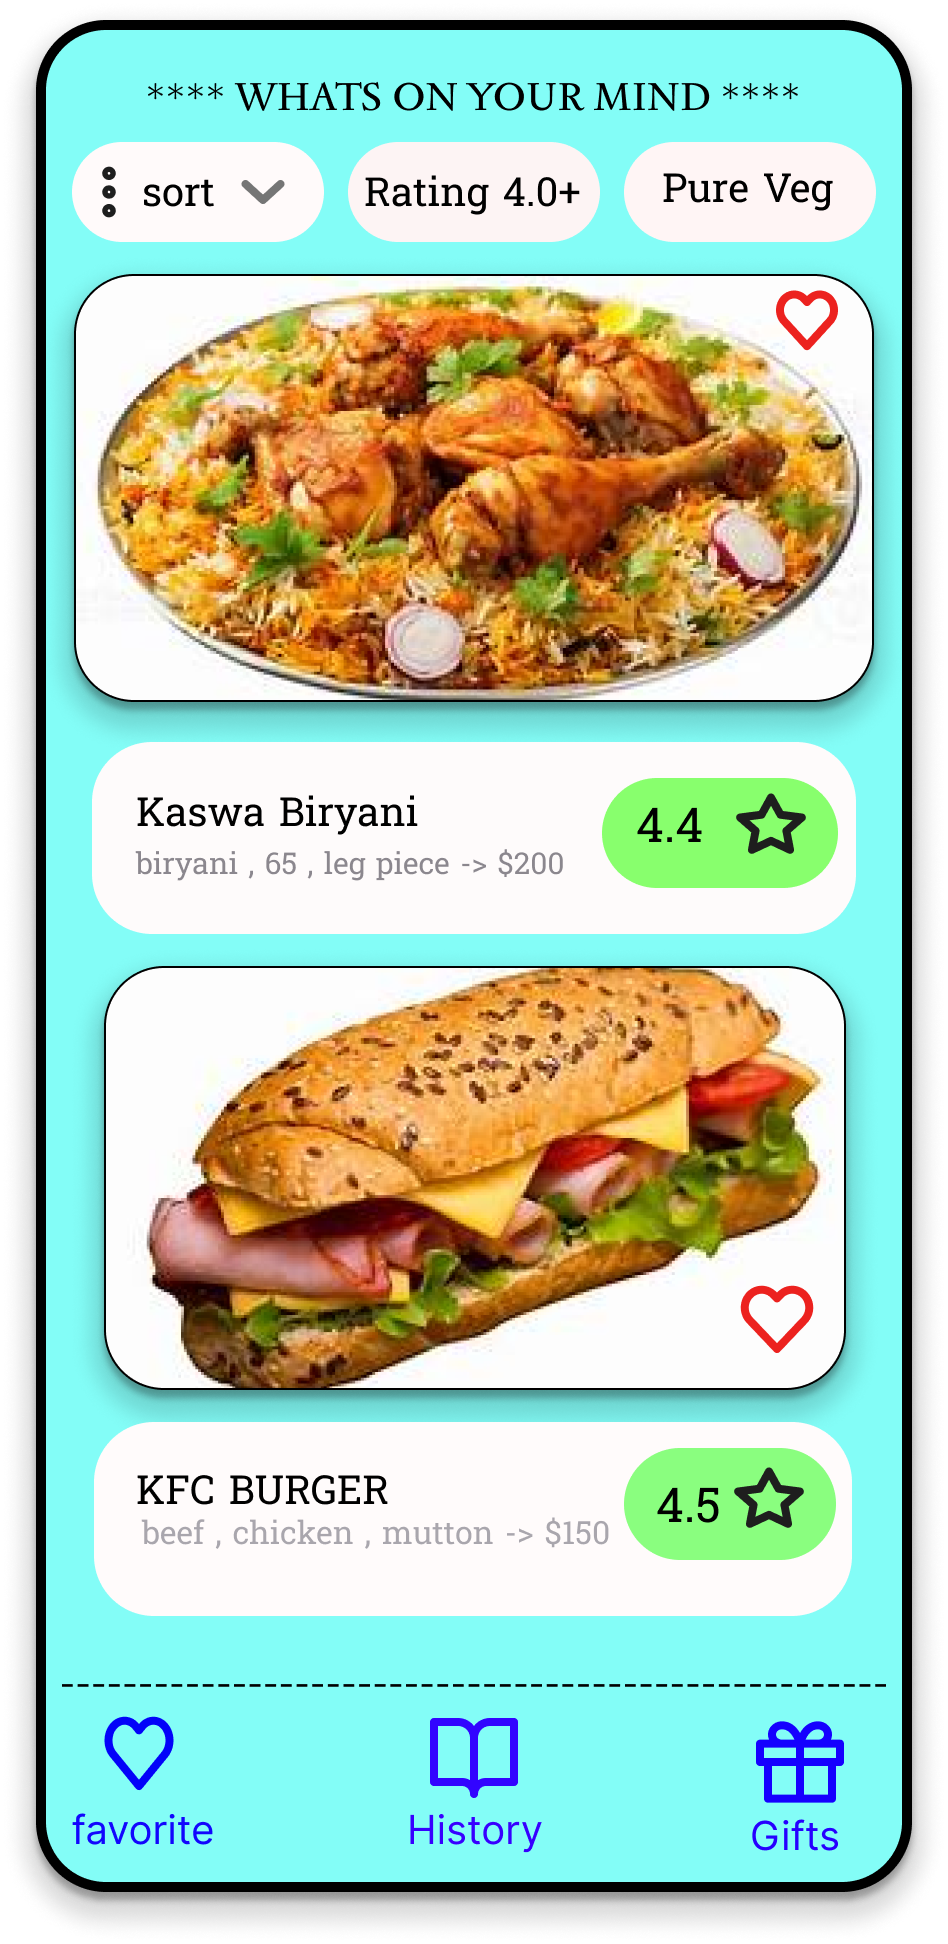 **** WHATS ON YOUR MIND ****
sort
Rating 4.0+
Pure Veg
Kaswa Biryani
biryani , 65 , leg piece -> $200
4.4
KFC BURGER
beef , chicken , mutton -> $150
4.5
favorite
History
Gifts